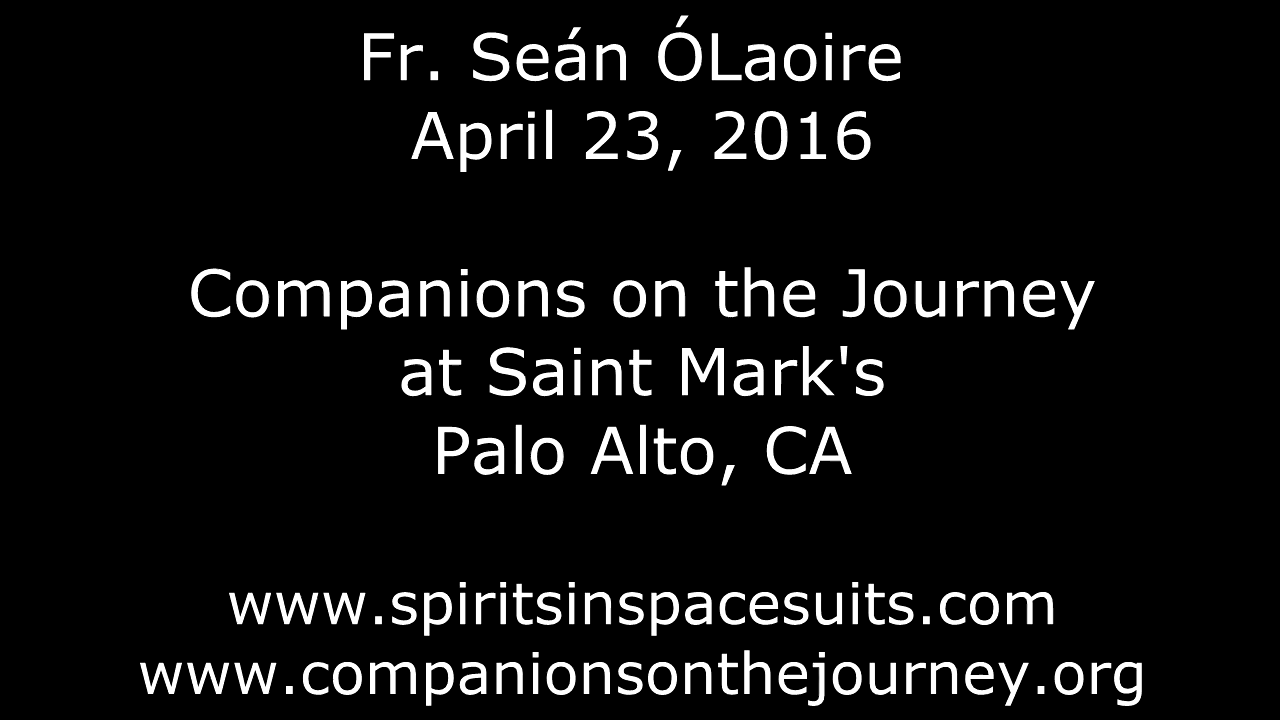 Fr. Seán ÓLaoire
April 23, 2016
Companions on the Journey
at Saint Mark's
Palo Alto, CA
www.spiritsinspacesuits.com
www.companionsonthejourney.org